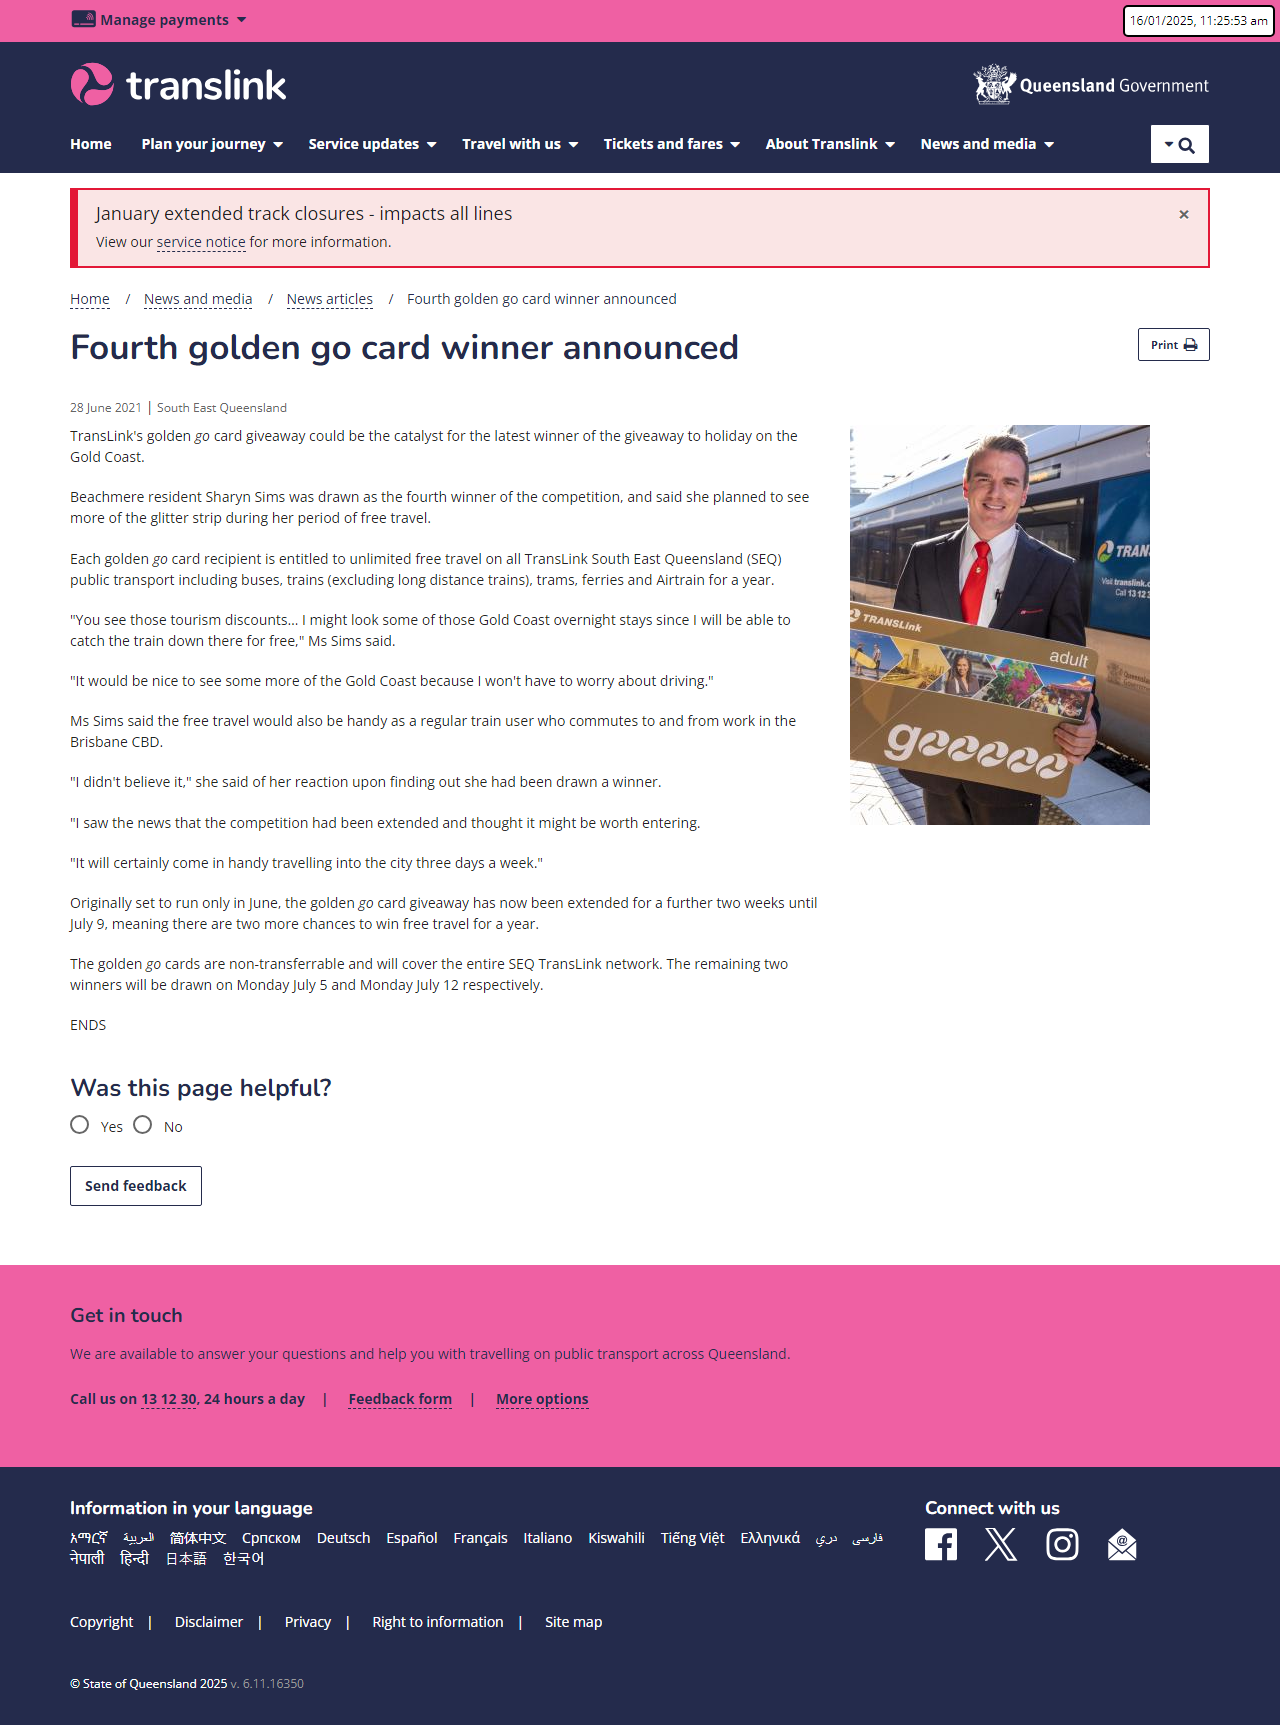 Manage payments
16/01/2025, 11:25:53 am
translink
Queensland Government
Home
Plan your journey
Service updates
Travel with us
Tickets and fares
About Translink
News and media
January extended track closures - impacts all lines
×
View our service notice for more information.
Home / News and media / News articles / Fourth golden go card winner announced
Fourth golden go card winner announced
Print
28 June 2021 | South East Queensland
TransLink's golden go card giveaway could be the catalyst for the latest winner of the giveaway to holiday on the
Gold Coast.
Beachmere resident Sharyn Sims was drawn as the fourth winner of the competition, and said she planned to see
more of the glitter strip during her period of free travel.
Each golden go card recipient is entitled to unlimited free travel on all TransLink South East Queensland (SEQ)
public transport including buses, trains (excluding long distance trains), trams, ferries and Airtrain for a year.
"You see those tourism discounts... I might look some of those Gold Coast overnight stays since I will be able to
catch the train down there for free," Ms Sims said.
"It would be nice to see some more of the Gold Coast because I won't have to worry about driving."
Ms Sims said the free travel would also be handy as a regular train user who commutes to and from work in the
Brisbane CBD.
"I didn't believe it," she said of her reaction upon finding out she had been drawn a winner.
"I saw the news that the competition had been extended and thought it might be worth entering.
"It will certainly come in handy travelling into the city three days a week."
Originally set to run only in June, the golden go card giveaway has now been extended for a further two weeks until
July 9, meaning there are two more chances to win free travel for a year.
The golden go cards are non-transferrable and will cover the entire SEQ TransLink network. The remaining two
winners will be drawn on Monday July 5 and Monday July 12 respectively.
ENDS
TRAN
Visit translink.c
Call 13 12 3
TRANSLink
adult
Was this page helpful?
Yes
No
Send feedback
Get in touch
We are available to answer your questions and help you with travelling on public transport across Queensland.
Call us on 13 12 30, 24 hours a day | Feedback form | More options
Information in your language
አማርኛ العربية 简体中文 Српском Deutsch Español Français Italiano Kiswahili Tiếng Việt Ελληνικά دري فارسی
नेपाली हिन्दी 日本語 한국어
Connect with us
Copyright | Disclaimer | Privacy | Right to information | Site map
© State of Queensland 2025 v. 6.11.16350